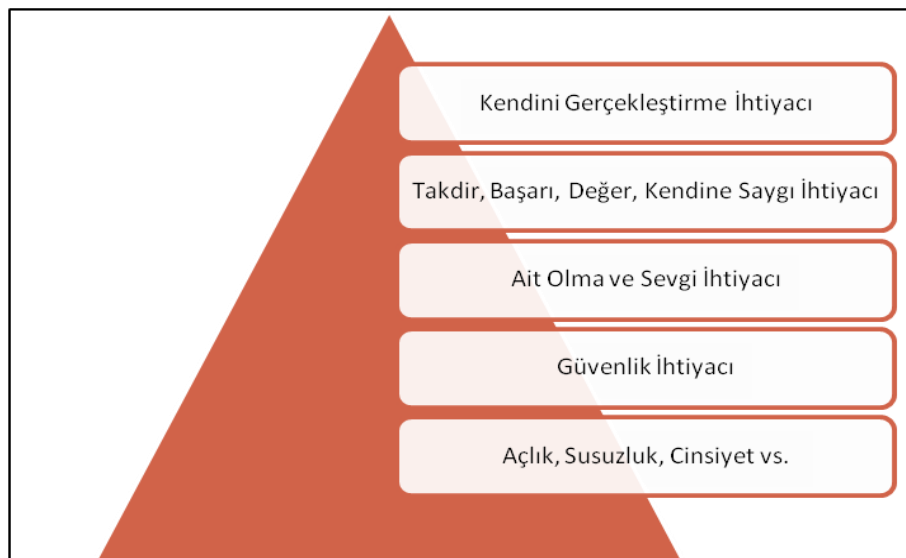 Kendini Gerçekleştirme İhtiyacı
Takdir, Başarı, Değer, Kendine Saygı İhtiyacı
Ait Olma ve Sevgi İhtiyacı
Güvenlik İhtiyacı
Açlık, Susuzluk, Cinsiyet vs.